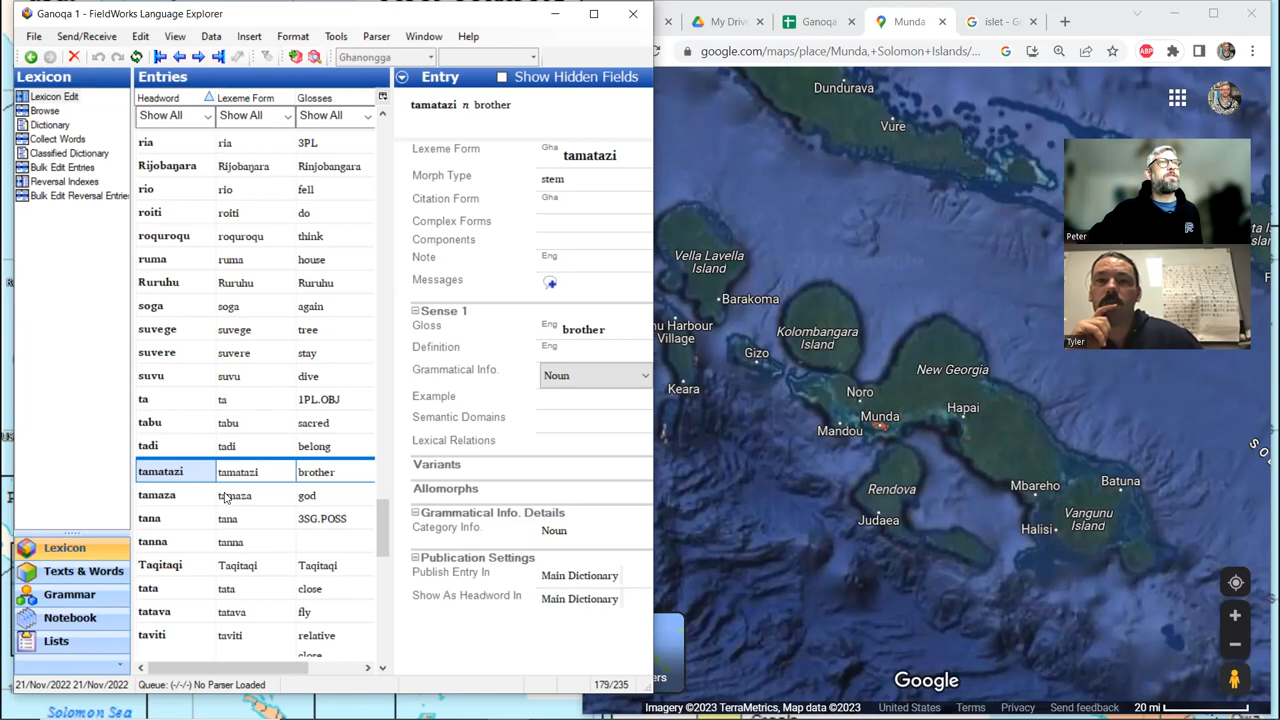 Ganoqa 1 - FieldWorks Language Explorer
File Send/Receive Edit View Data Insert Format Tools Parser Window Help
Ghanongga
Lexicon
Lexicon Edit
Browse
Dictionary
Collect Words
Classified Dictionary
Bulk Edit Entries
Reversal Indexes
Bulk Edit Reversal Entries
Lexicon
Texts & Words
Grammar
Notebook
Lists
Entries
Headword Lexeme Form Glosses
Show All Show All Show All
ria ria 3PL
Rijobaŋara Rijobaŋara Rinjobangara
rio rio fell
roiti roiti do
roquroqu roquroqu think
ruma ruma house
Ruruhu Ruruhu Ruruhu
soga soga again
suvege suvege tree
suvere suvere stay
suvu suvu dive
ta ta 1PL.OBJ
tabu tabu sacred
tadi tadi belong
tamatazi tamatazi brother
tamaza tamaza god
tana tana 3SG.POSS
tanna tanna
Taqitaqi Taqitaqi Taqitaqi
tata tata close
tatava tatava fly
taviti taviti relative
close
Entry Show Hidden Fields
tamatazi n brother
Lexeme Form Gha tamatazi
Morph Type stem
Citation Form Gha
Complex Forms
Components
Note Eng
Messages
Sense 1
Gloss Eng brother
Definition Eng
Grammatical Info. Noun
Example
Semantic Domains
Lexical Relations
Variants
Allomorphs
Grammatical Info. Details
Category Info. Noun
Publication Settings
Publish Entry In Main Dictionary
Show As Headword In Main Dictionary
21/Nov/2022 21/Nov/2022 Queue: (-/-/-) No Parser Loaded 179/235
My Drive
Ganoqa
Munda
islet - G
google.com/maps/place/Munda,+Solomon+Islands/
ABP
Dundurava
Vure
Vella Lavella
Island
Barakoma
Harbour
Village
Keara
Gizo
Kolombangara
Island
New Georgia
Noro
Munda
Mandou
Hapai
Rendova
Judaea
Mbareho
Batuna
Vangunu
Island
Halisi
S O
Peter
Tyler
Google
Imagery ©2023 TerraMetrics, Map data ©2023 United States Terms Privacy Send feedback 20 mi
Solomon Sea